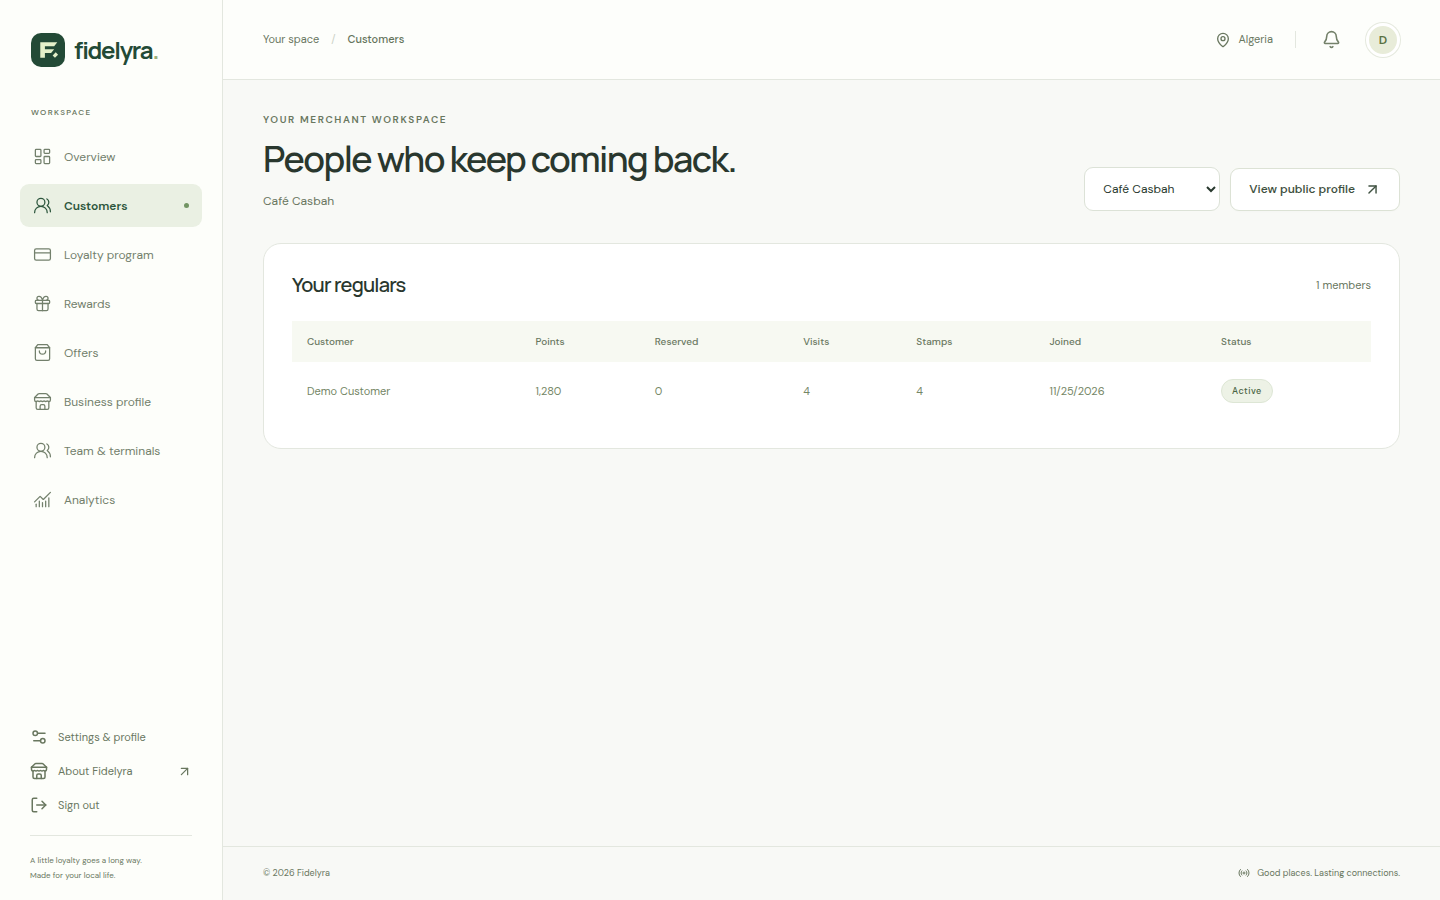 fidelyra.
WORKSPACE
Overview
Customers
Loyalty program
Rewards
Offers
Business profile
Team & terminals
Analytics
Settings & profile
About Fidelyra
Sign out
A little loyalty goes a long way.
Made for your local life.
Your space / Customers
Algeria
D
YOUR MERCHANT WORKSPACE
People who keep coming back.
Café Casbah
Café Casbah
View public profile
Your regulars
1 members
Customer Points Reserved Visits Stamps Joined Status
Demo Customer 1,280 0 4 4 11/25/2026 Active
© 2026 Fidelyra
Good places. Lasting connections.